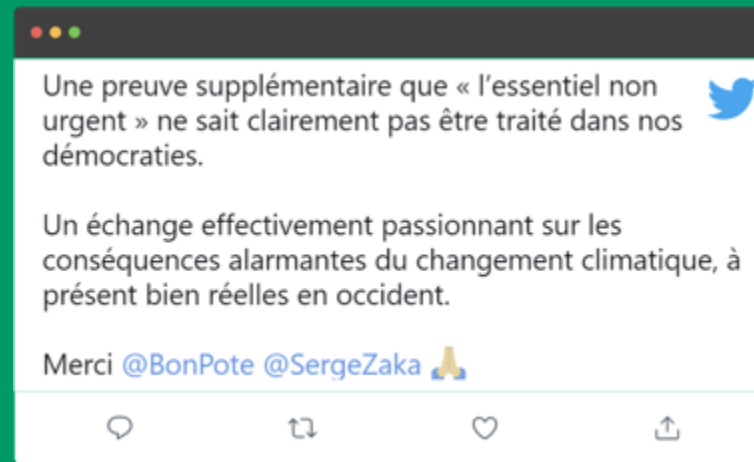 Une preuve supplémentaire que « l'essentiel non
urgent » ne sait clairement pas être traité dans nos
démocraties.
Un échange effectivement passionnant sur les
conséquences alarmantes du changement climatique, à
présent bien réelles en occident.
Merci @BonPote @SergeZaka 🙏